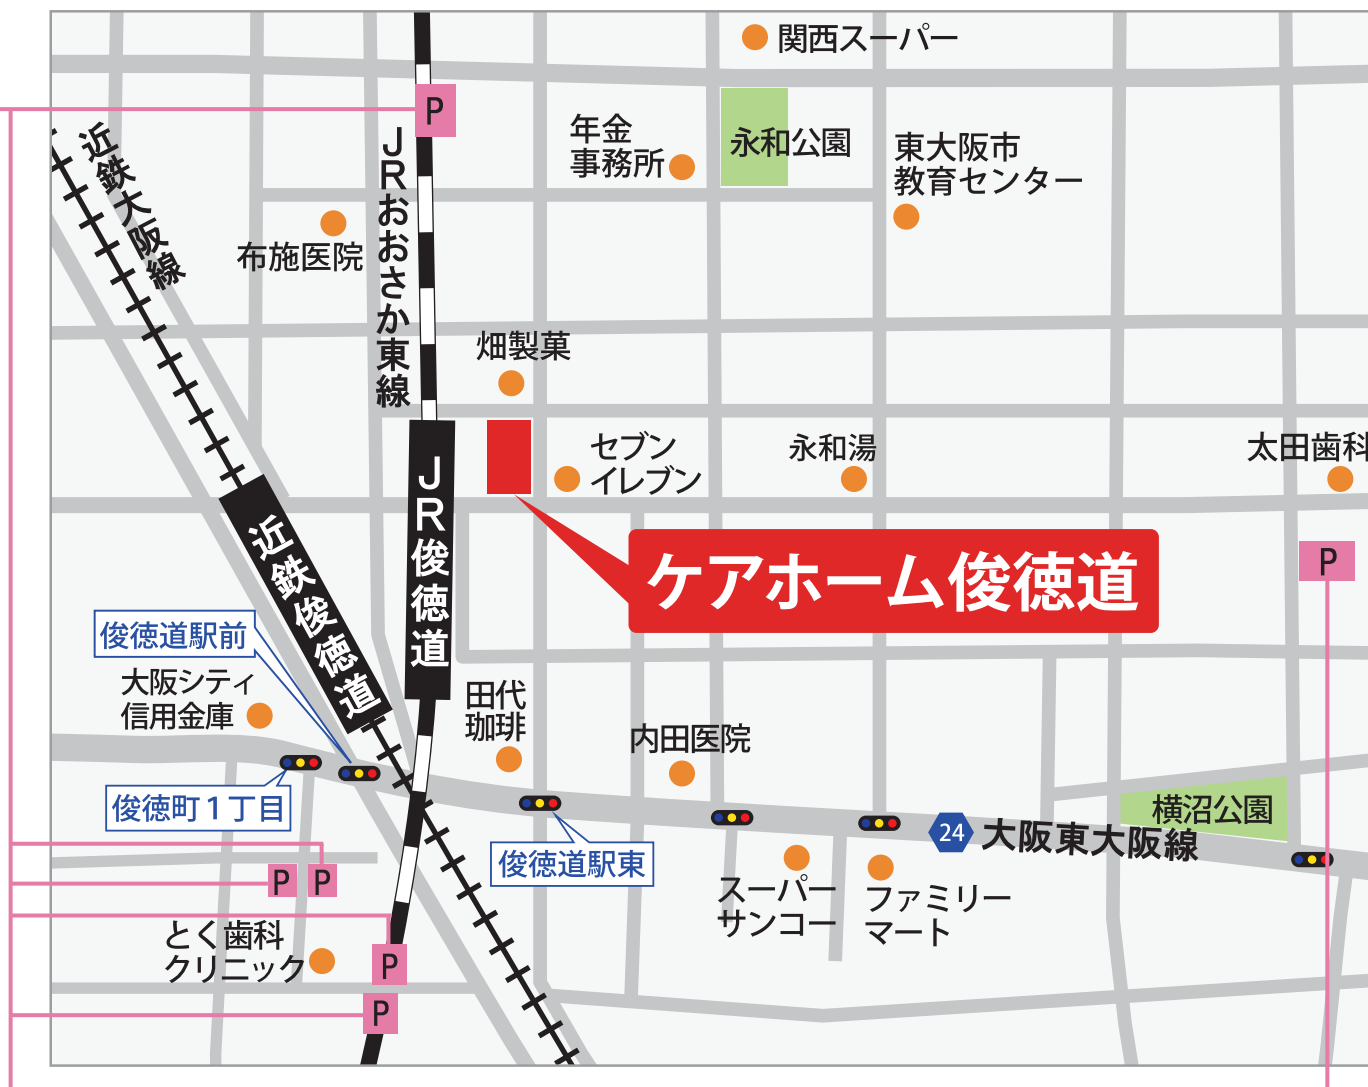 関西スーパー
P
近鉄大阪線
JRおおさか東線
年金
事務所
永和公園
東大阪市
教育センター
布施医院
畑製菓
セブン
イレブン
永和湯
太田歯科
近鉄俊徳道
JR俊徳道
ケアホーム俊徳道
P
俊徳道駅前
大阪シティ
信用金庫
田代
珈琲
内田医院
俊徳町1丁目
俊徳道駅東
24
大阪東大阪線
横沼公園
P
P
スーパー
サンコー
ファミリー
マート
とく歯科
クリニック
P
P